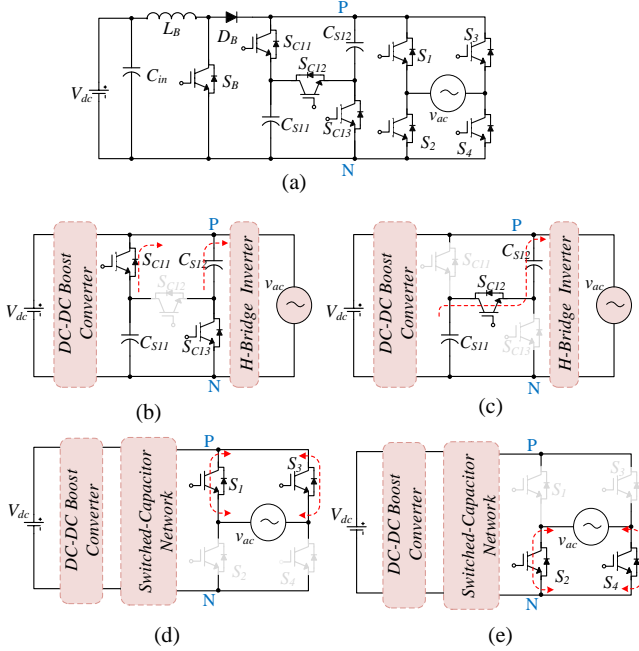 P
L_B
D_B
S_C11
C_S12
S_3
S_1
S_C12
C_in
S_B
V_dc
v_ac
C_S11
S_C13
S_2
S_4
N
(a)
P
P
S_C11
C_S12
C_S12
V_dc
DC-DC Boost
Converter
S_C12
H-Bridge Inverter
v_ac
V_dc
DC-DC Boost
Converter
S_C12
H-Bridge Inverter
v_ac
C_S11
S_C13
C_S11
S_C13
N
N
(b)
(c)
P
P
S_1
S_3
S_1
S_3
V_dc
DC-DC Boost
Converter
Switched-Capacitor
Network
v_ac
V_dc
DC-DC Boost
Converter
Switched-Capacitor
Network
v_ac
S_2
S_4
S_2
S_4
N
N
(d)
(e)